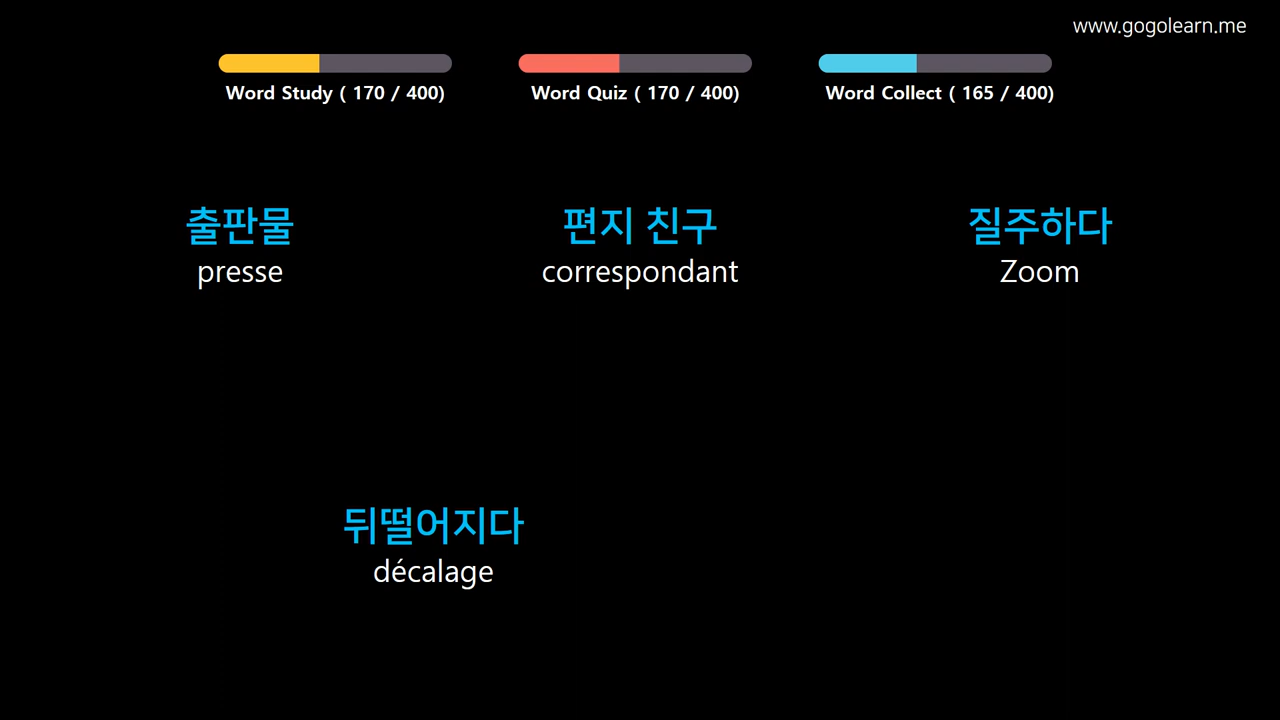 www.gogolearn.me
Word Study ( 170 / 400)
Word Quiz ( 170 / 400)
Word Collect ( 165 / 400)
출판물
presse
편지 친구
correspondant
질주하다
Zoom
뒤떨어지다
décalage